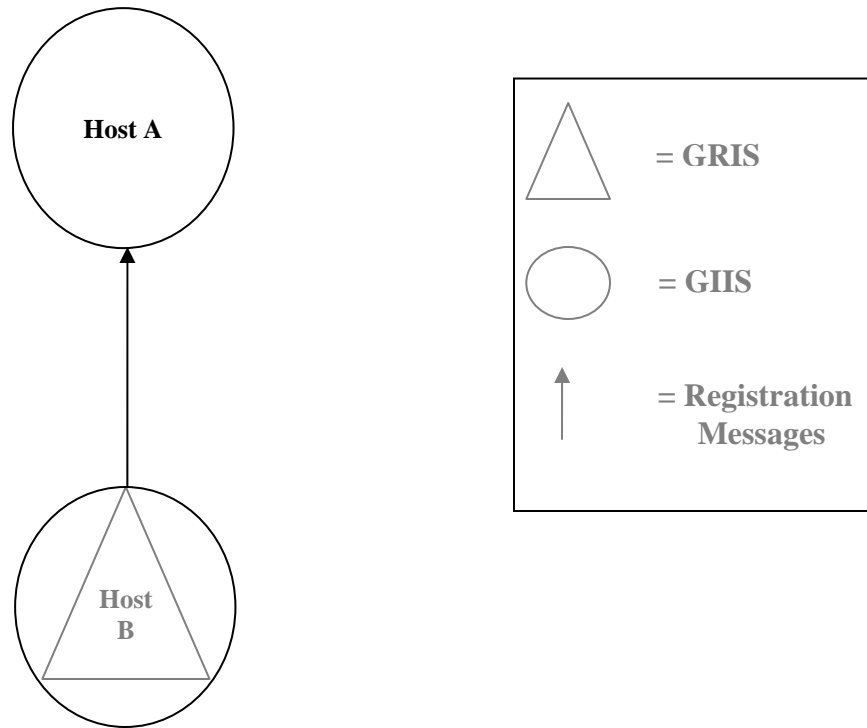 Host A
= GRIS
= GIIS
= Registration
Messages
Host
B